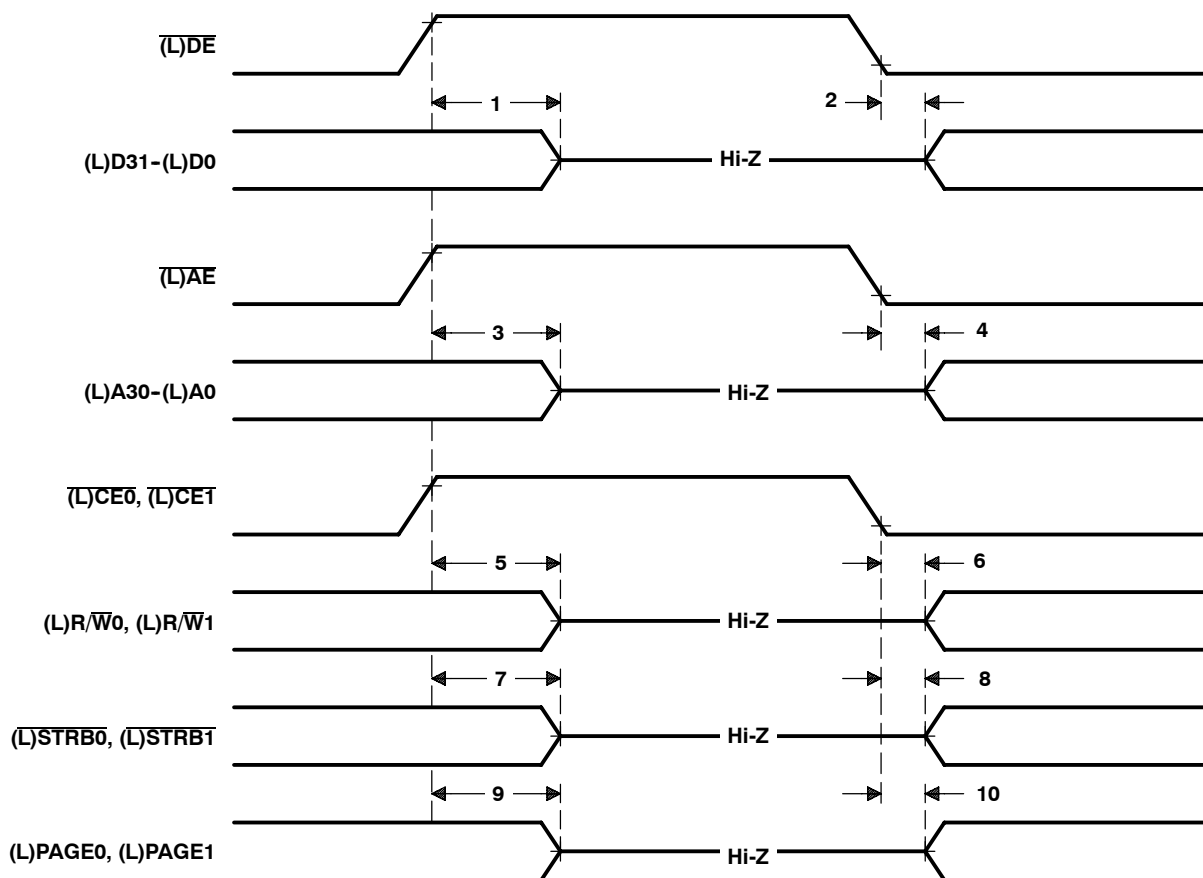 (L)DE
1
2
(L)D31-(L)D0
Hi-Z
(L)AE
3
4
(L)A30-(L)A0
Hi-Z
(L)CE0, (L)CE1
5
6
(L)R/W0, (L)R/W1
Hi-Z
7
8
(L)STRB0, (L)STRB1
Hi-Z
9
10
(L)PAGE0, (L)PAGE1
Hi-Z